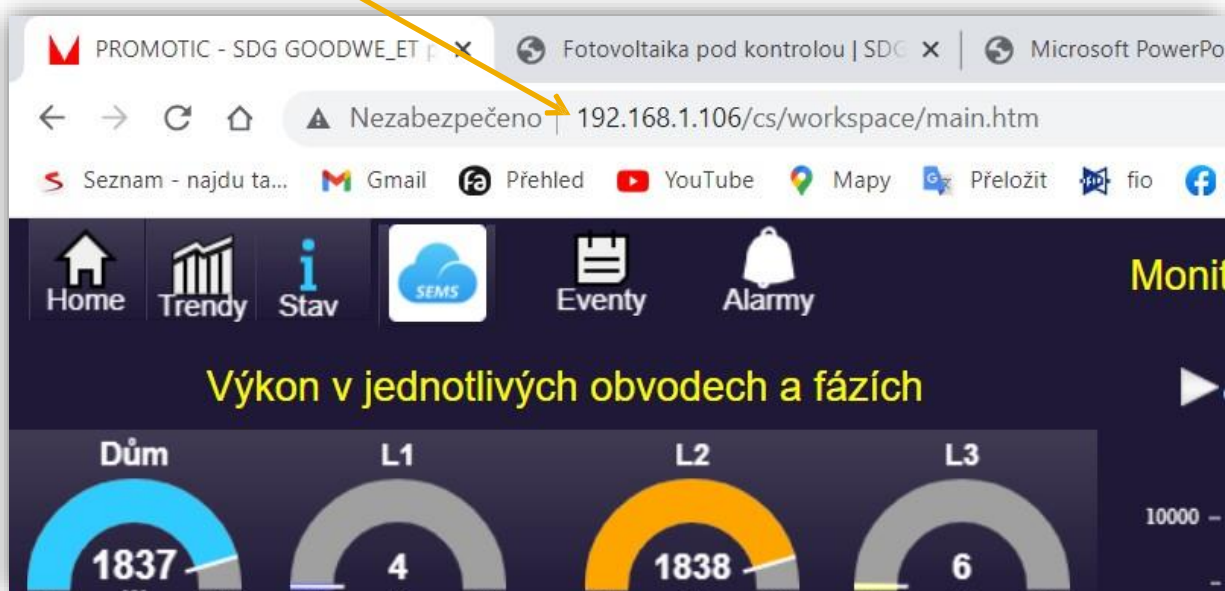 PROMOTIC - SDG GOODWE_ET
Fotovoltaika pod kontrolou | SDG
Microsoft PowerPo
Nezabezpečeno 192.168.1.106/cs/workspace/main.htm
Seznam - najdu ta... Gmail Přehled YouTube Mapy Přeložit fio
Home Trendy Stav SEMS Eventy Alarmy
Monit
Výkon v jednotlivých obvodech a fázích
Dům L1 L2 L3
10000
1837 4 1838 6